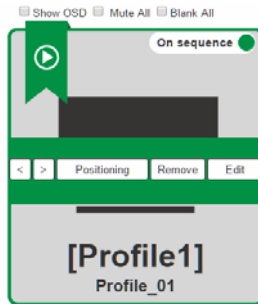 Show OSD Mute All Blank All
On sequence
< > Positioning Remove Edit
[Profile1]
Profile_01